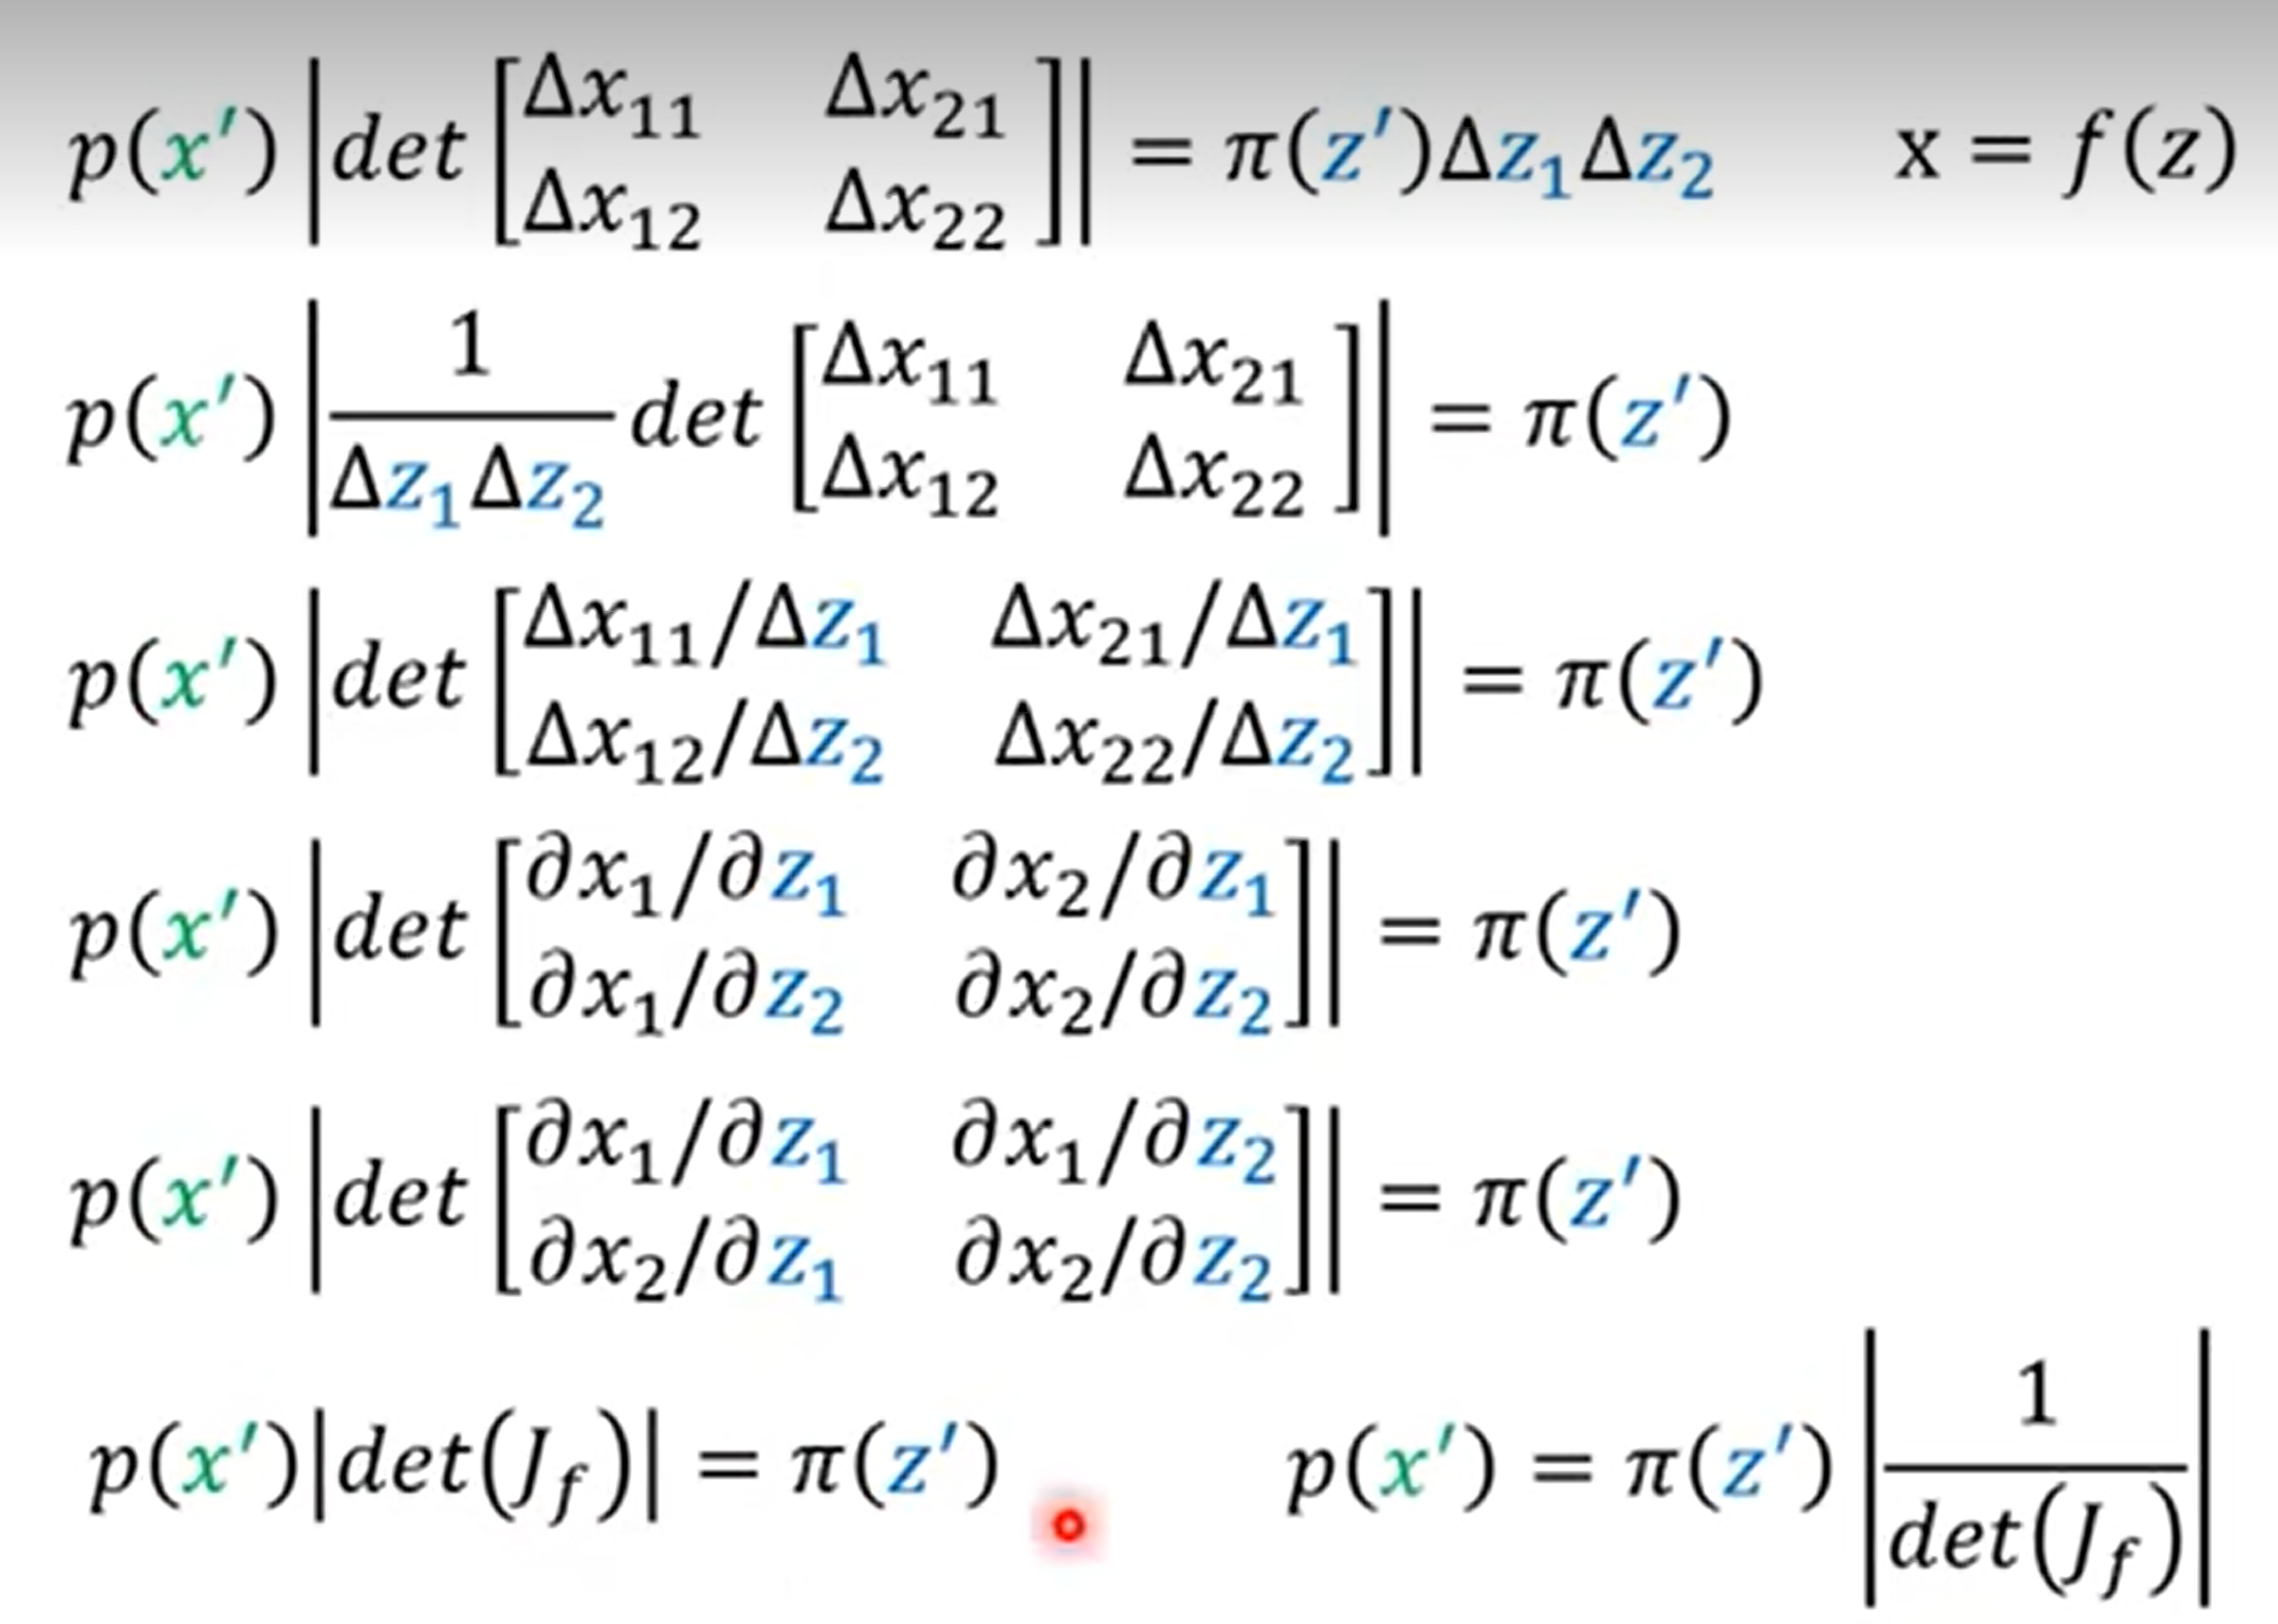 p(x′) |det [Δx₁₁ Δx₂₁ ; Δx₁₂ Δx₂₂]| = π(z′)Δz₁Δz₂    x = f(z)
p(x′) |1/(Δz₁Δz₂) det [Δx₁₁ Δx₂₁ ; Δx₁₂ Δx₂₂]| = π(z′)
p(x′) |det [Δx₁₁/Δz₁ Δx₂₁/Δz₁ ; Δx₁₂/Δz₂ Δx₂₂/Δz₂]| = π(z′)
p(x′) |det [∂x₁/∂z₁ ∂x₂/∂z₁ ; ∂x₁/∂z₂ ∂x₂/∂z₂]| = π(z′)
p(x′) |det [∂x₁/∂z₁ ∂x₁/∂z₂ ; ∂x₂/∂z₁ ∂x₂/∂z₂]| = π(z′)
p(x′)|det(J_f)| = π(z′)    p(x′) = π(z′) |1/det(J_f)|